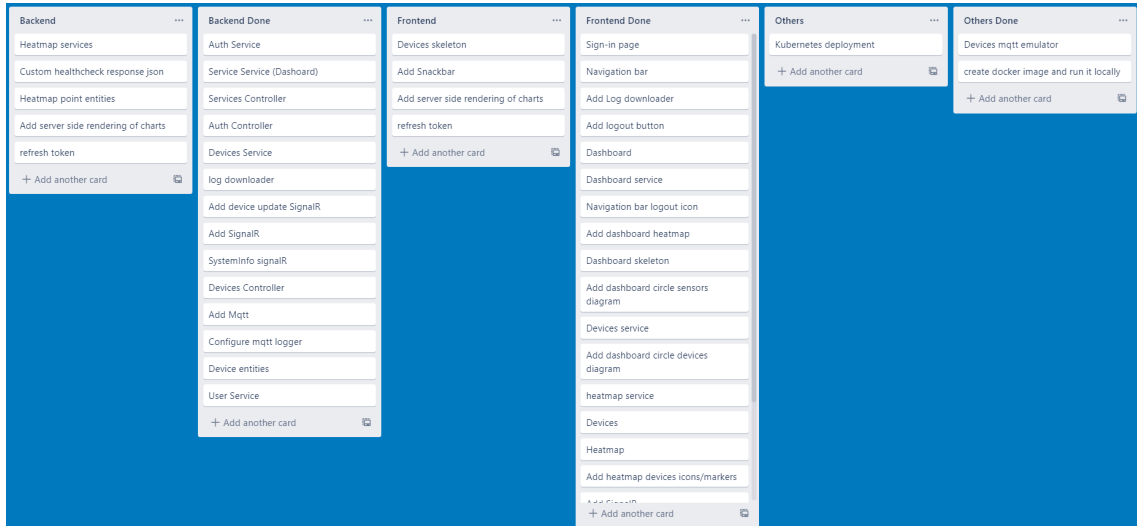 Backend
Heatmap services
Custom healthcheck response json
Heatmap point entities
Add server side rendering of charts
refresh token
+ Add another card
Backend Done
Auth Service
Service Service (Dashoard)
Services Controller
Auth Controller
Devices Service
log downloader
Add device update SignalR
Add SignalR
SystemInfo signalR
Devices Controller
Add Mqtt
Configure mqtt logger
Device entities
User Service
+ Add another card
Frontend
Devices skeleton
Add Snackbar
Add server side rendering of charts
refresh token
+ Add another card
Frontend Done
Sign-in page
Navigation bar
Add Log downloader
Add logout button
Dashboard
Dashboard service
Navigation bar logout icon
Add dashboard heatmap
Dashboard skeleton
Add dashboard circle sensors
diagram
Devices service
Add dashboard circle devices
diagram
heatmap service
Devices
Heatmap
Add heatmap devices icons/markers
Add SignalR
+ Add another card
Others
Kubernetes deployment
+ Add another card
Others Done
Devices mqtt emulator
create docker image and run it locally
+ Add another card